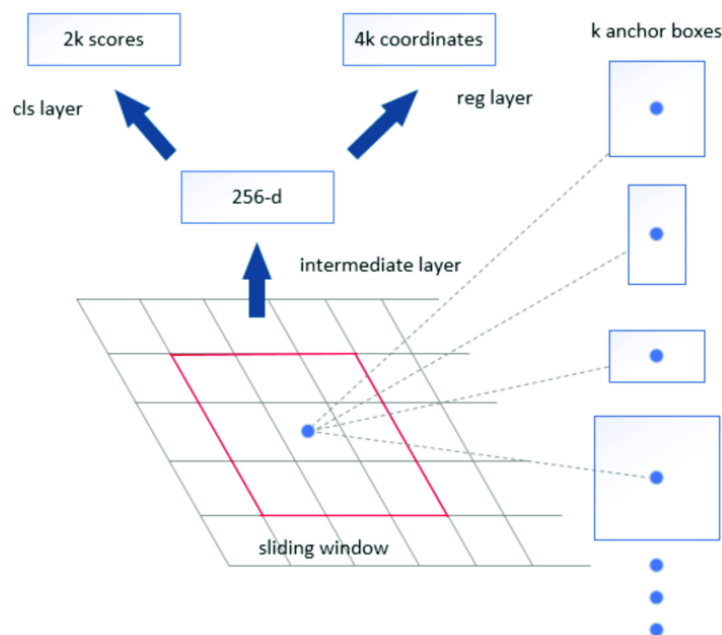 2k scores
4k coordinates
k anchor boxes
cls layer
reg layer
256-d
intermediate layer
sliding window